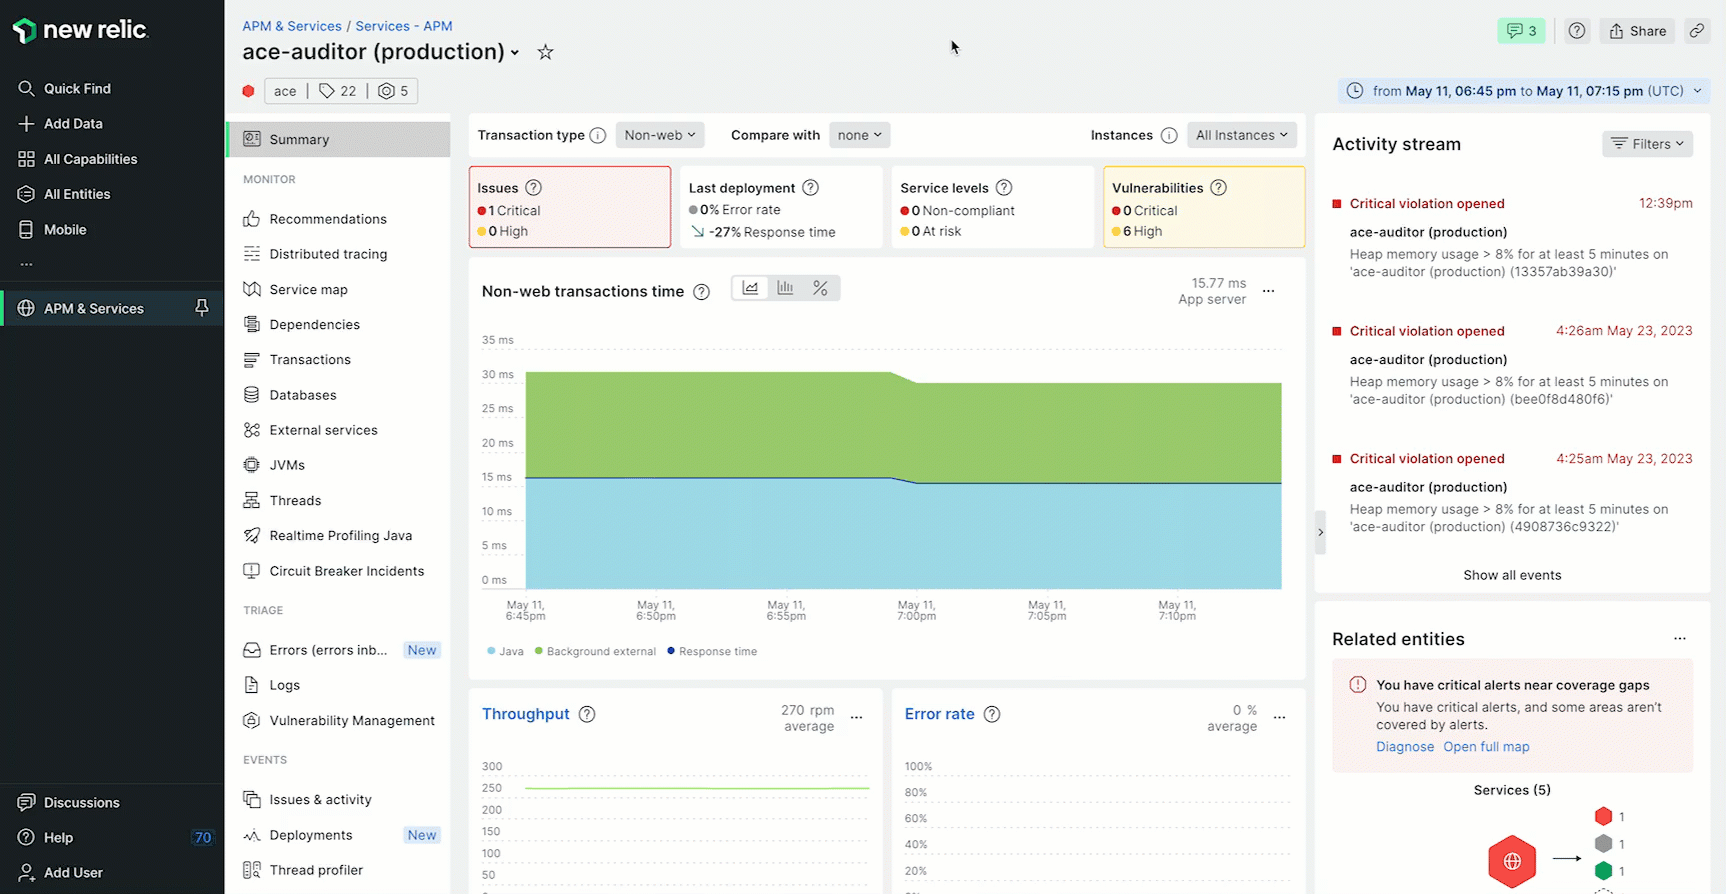 new relic
Quick Find
Add Data
All Capabilities
All Entities
Mobile
...
APM & Services
Discussions
Help 70
Add User
APM & Services / Services - APM
ace-auditor (production)
ace | 22 | 5
3
Share
from May 11, 06:45 pm to May 11, 07:15 pm (UTC)
Summary
MONITOR
Recommendations
Distributed tracing
Service map
Dependencies
Transactions
Databases
External services
JVMs
Threads
Realtime Profiling Java
Circuit Breaker Incidents
TRIAGE
Errors (errors inb... New
Logs
Vulnerability Management
EVENTS
Issues & activity
Deployments New
Thread profiler
Transaction type Non-web Compare with none Instances All Instances
Issues
1 Critical
0 High
Last deployment
0% Error rate
-27% Response time
Service levels
0 Non-compliant
0 At risk
Vulnerabilities
0 Critical
6 High
Non-web transactions time
15.77 ms
App server
35 ms
30 ms
25 ms
20 ms
15 ms
10 ms
5 ms
0 ms
May 11, 6:45pm
May 11, 6:50pm
May 11, 6:55pm
May 11, 7:00pm
May 11, 7:05pm
May 11, 7:10pm
Java Background external Response time
Throughput
270 rpm
average
300
250
200
150
100
50
Error rate
0 %
average
100%
80%
60%
40%
20%
Activity stream
Filters
Critical violation opened 12:39pm
ace-auditor (production)
Heap memory usage > 8% for at least 5 minutes on
'ace-auditor (production) (13357ab39a30)'
Critical violation opened 4:26am May 23, 2023
ace-auditor (production)
Heap memory usage > 8% for at least 5 minutes on
'ace-auditor (production) (bee0f8d480f6)'
Critical violation opened 4:25am May 23, 2023
ace-auditor (production)
Heap memory usage > 8% for at least 5 minutes on
'ace-auditor (production) (4908736c9322)'
Show all events
Related entities
You have critical alerts near coverage gaps
You have critical alerts, and some areas aren't
covered by alerts.
Diagnose Open full map
Services (5)
1
1
1